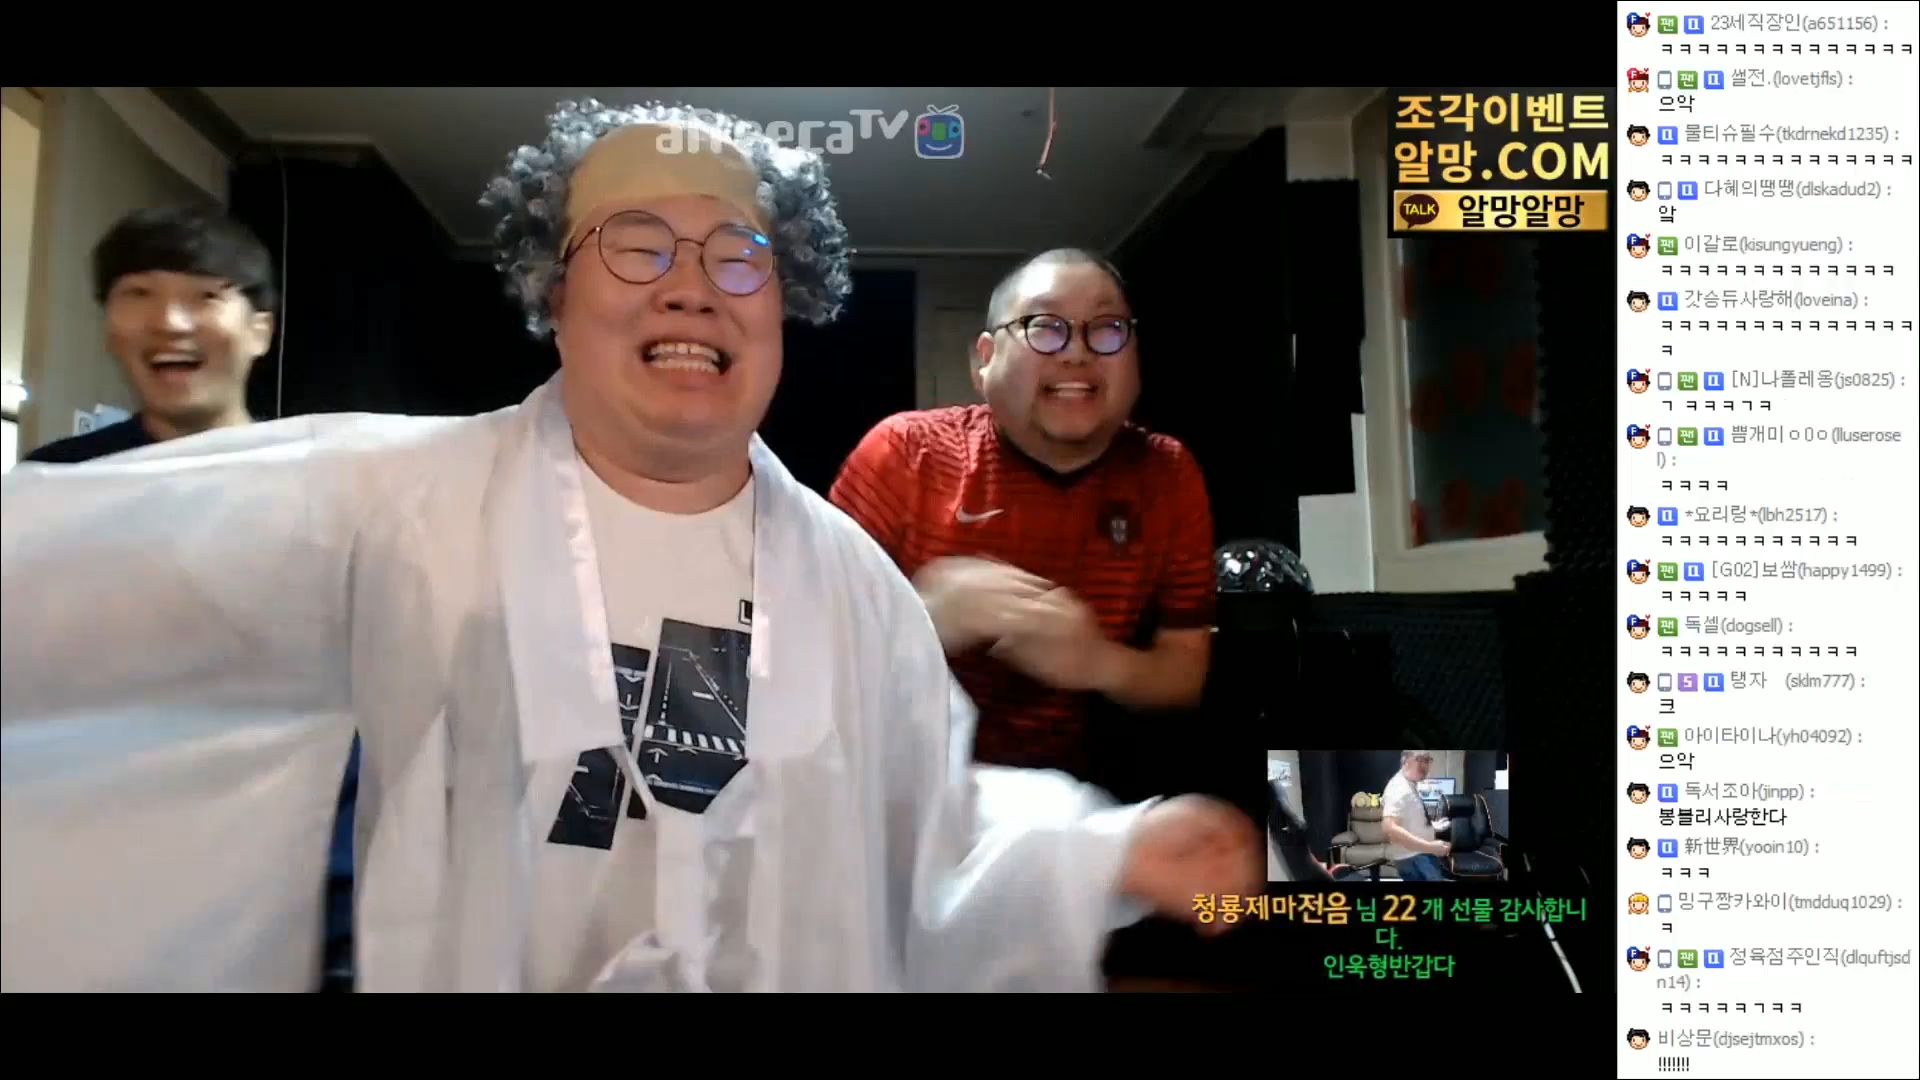 afreecaTV
조각이벤트
알망.COM
TALK 알망알망
청룡제마전음 님 22 개 선물 감사합니
다.
인욱형반갑다
23세직장인(a651156) :
ㅋㅋㅋㅋㅋㅋㅋㅋㅋㅋㅋㅋㅋㅋ
썰전.(lovetjfls) :
으악
물티슈필수(tkdrnekd1235) :
ㅋㅋㅋㅋㅋㅋㅋㅋㅋㅋㅋㅋㅋㅋ
다혜의땡땡(dlskadud2) :
앜
이갈로(kisungyueng) :
ㅋㅋㅋㅋㅋㅋㅋㅋㅋㅋㅋㅋㅋ
갓승듀사랑해(loveina) :
ㅋㅋㅋㅋㅋㅋㅋㅋㅋㅋㅋㅋㅋㅋ
ㅋ
[N]나폴레옹(js0825) :
ㄱ ㅋㅋㅋㄱㅋ
쁨개미ㅇ0ㅇ(lluserose
l) :
ㅋㅋㅋㅋ
*요리링*(lbh2517) :
ㅋㅋㅋㅋㅋㅋㅋㅋㅋㅋㅋ
[G02]보쌈(happy1499) :
ㅋㅋㅋㅋㅋ
독셀(dogsell) :
ㅋㅋㅋㅋㅋㅋㅋㅋㅋㅋㅋ
탱자 (sklm777) :
크
아이타이나(yh04092) :
으악
독서조아(jinpp) :
봉블리사랑한다
新世界(yooin10) :
ㅋㅋㅋ
밍구짱카와이(tmdduq1029) :
ㅋ
정육점주인직(dlquftjsd
n14) :
ㅋㅋㅋㅋㅋㄱㅋㅋ
비상문(djsejtmxos) :
!!!!!!!